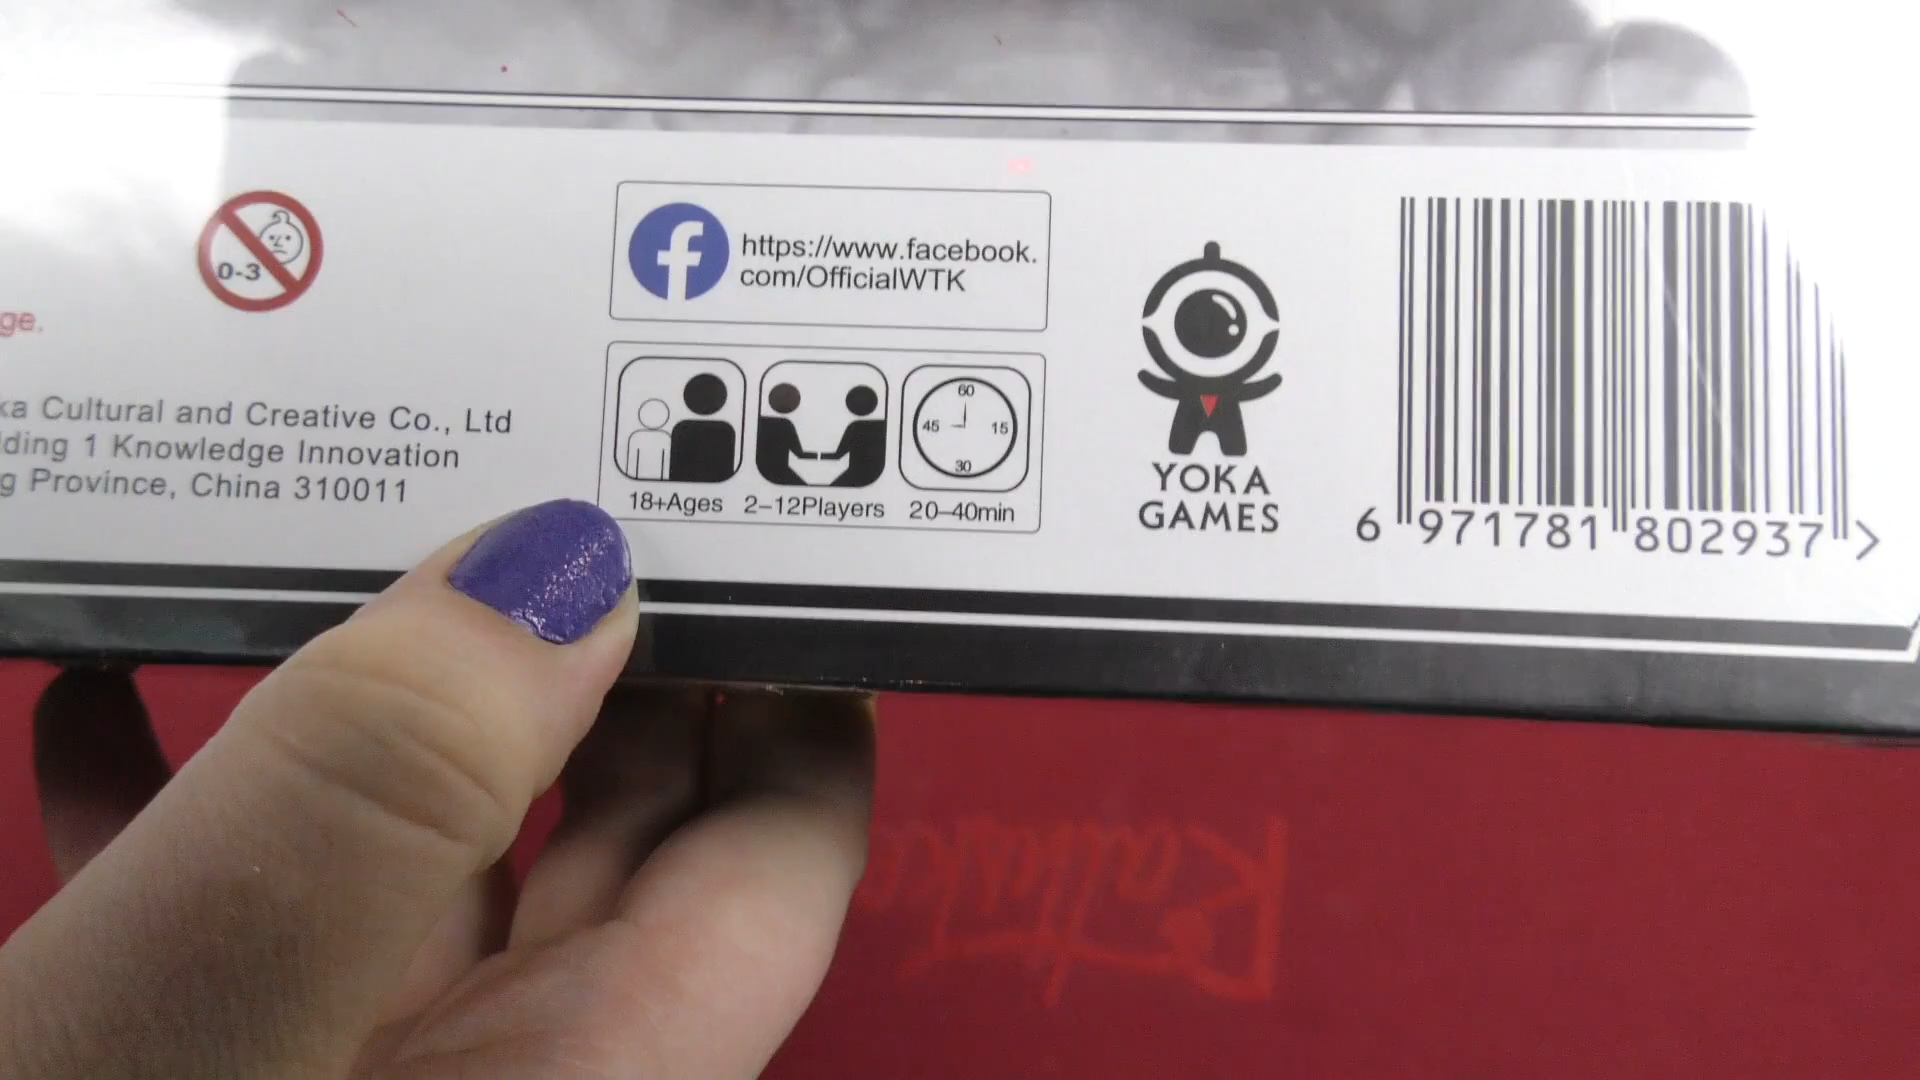 0-3
ge.
ka Cultural and Creative Co., Ltd
ding 1 Knowledge Innovation
g Province, China 310011
https://www.facebook.
com/OfficialWTK
60
45 15
30
18+Ages 2–12Players 20–40min
YOKA
GAMES
6 971781 802937 >